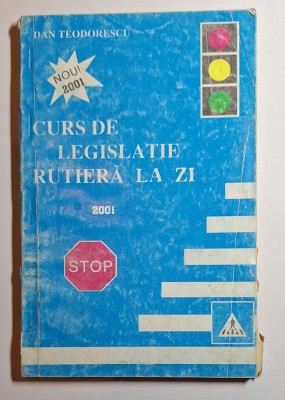 DAN TEODORESCU
NOU!
2001
CURS DE
LEGISLAȚIE
RUTIERĂ LA ZI
2001
STOP